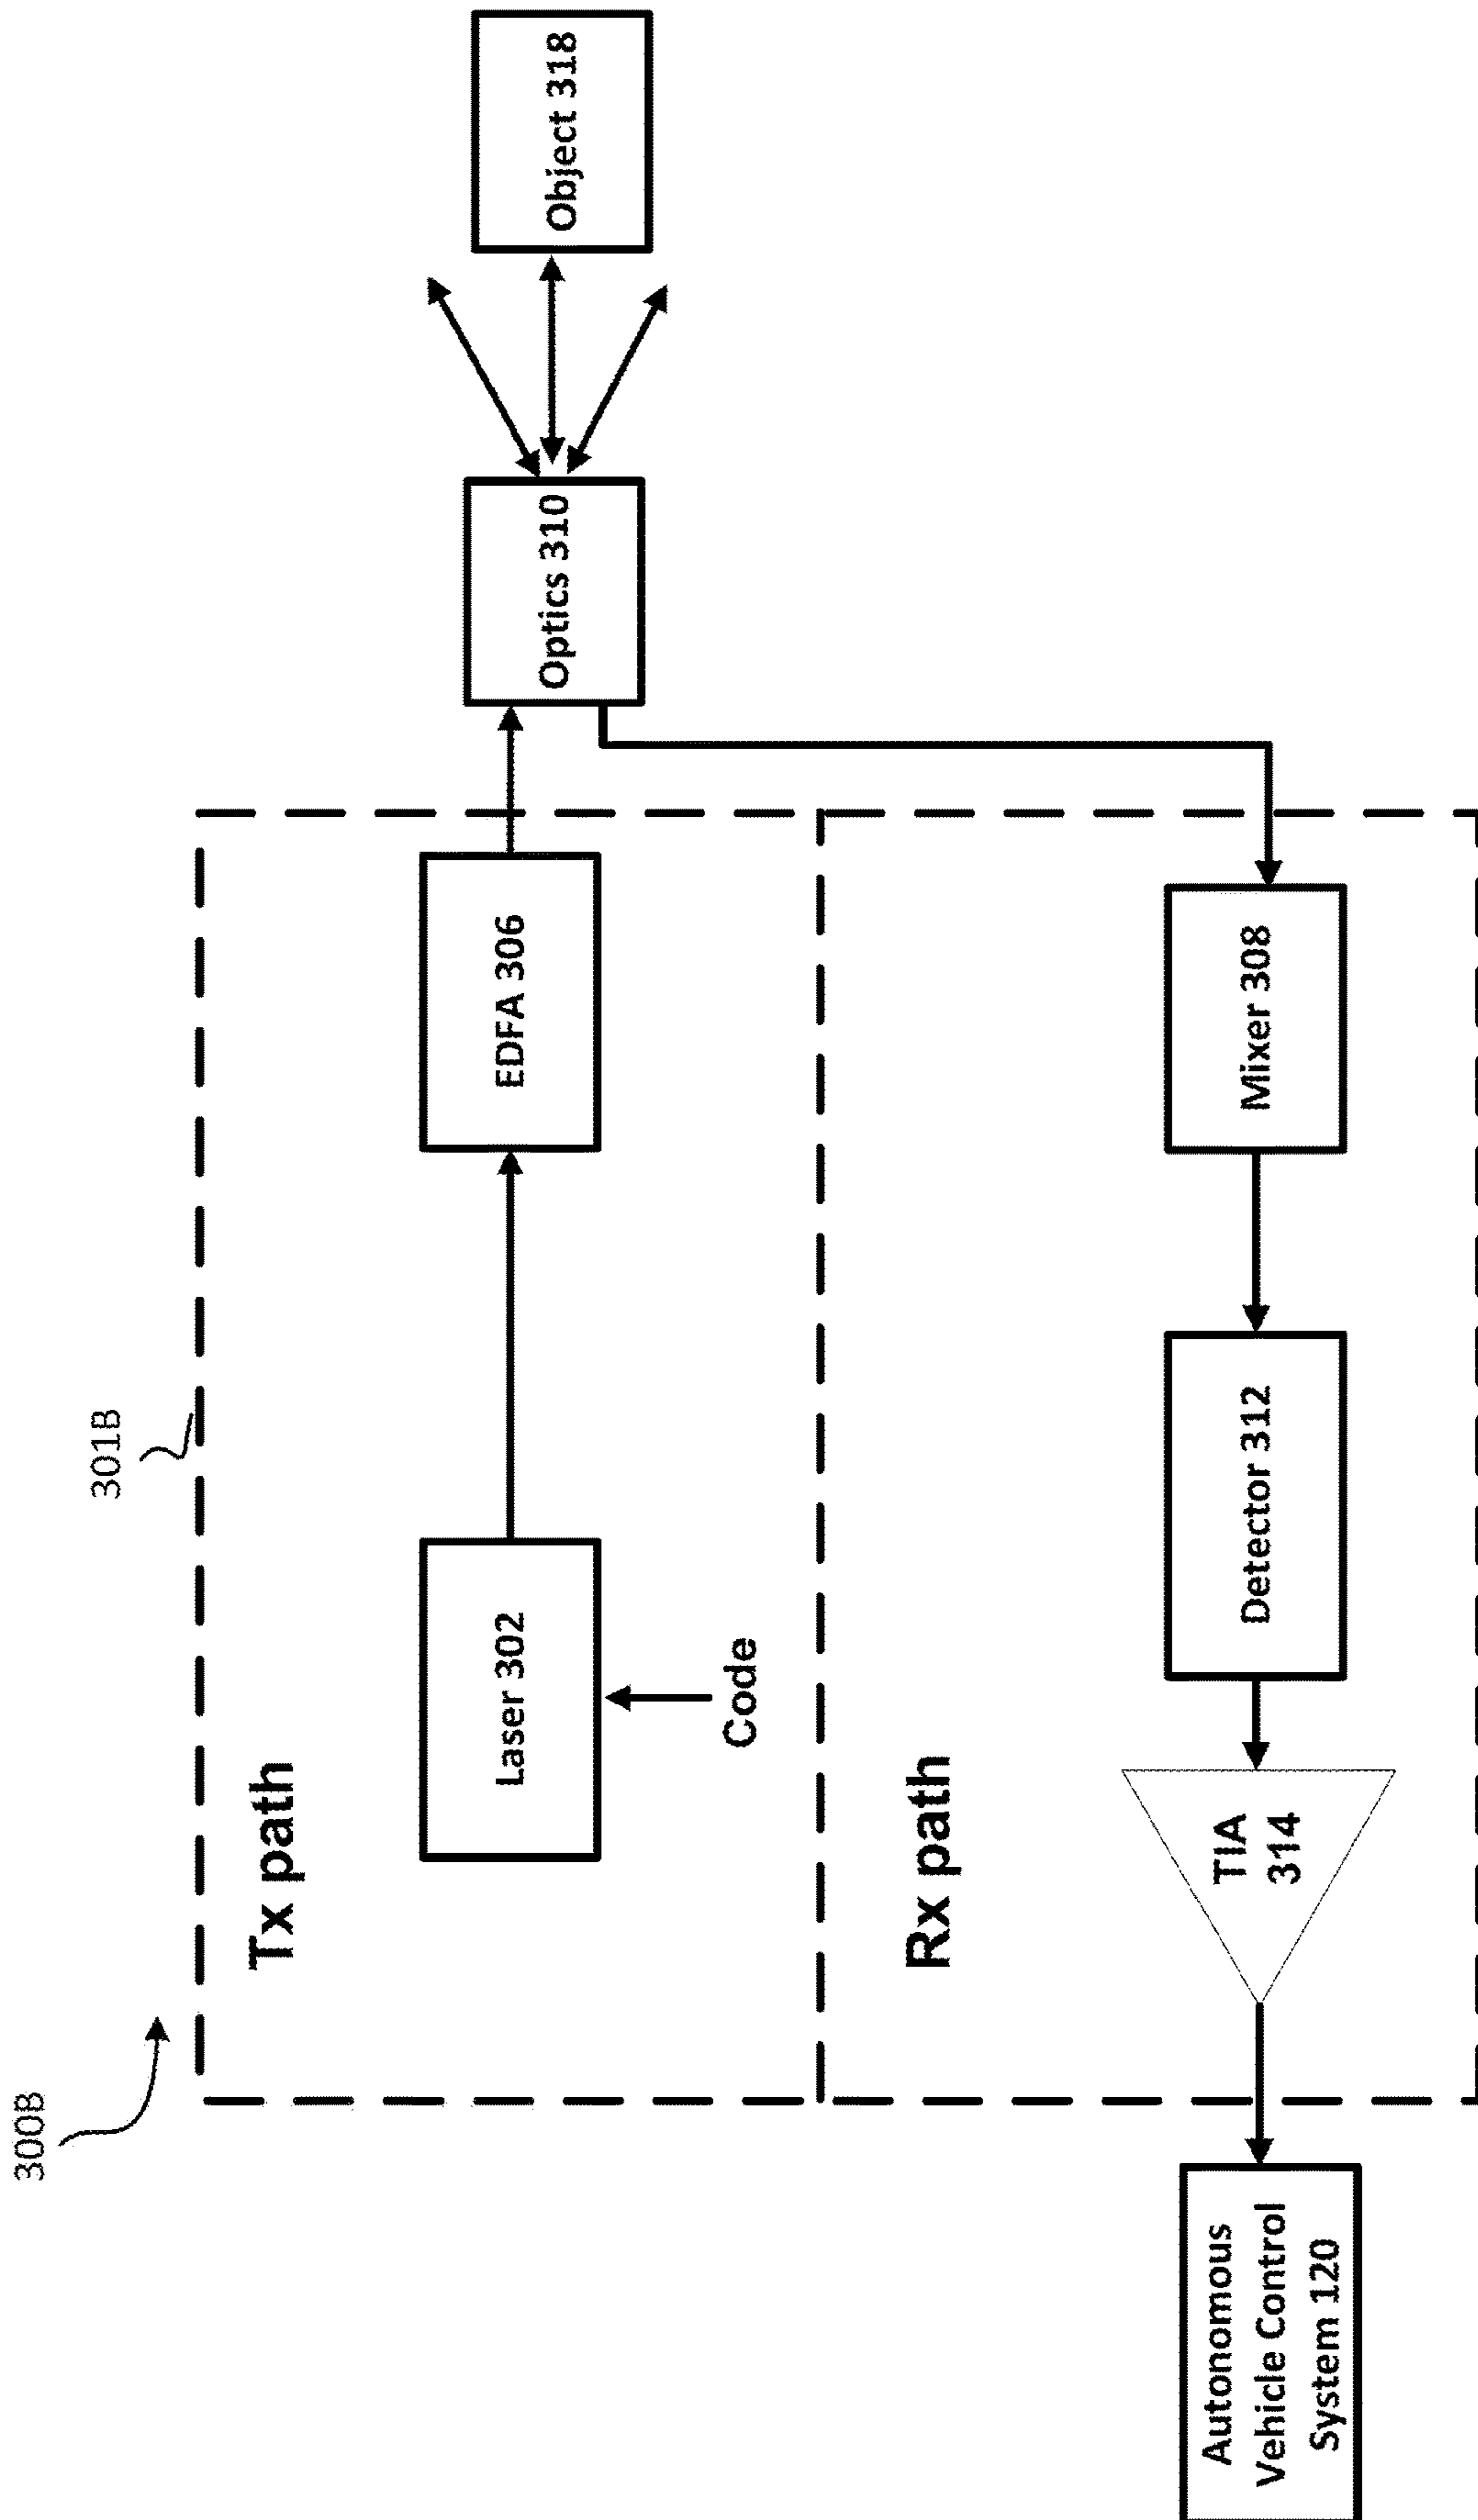 300B
301B
Tx path
Laser 302
EDFA 306
Optics 310
Object 318
Code
Rx path
Autonomous
Vehicle Control
System 120
TIA
314
Detector 312
Mixer 308